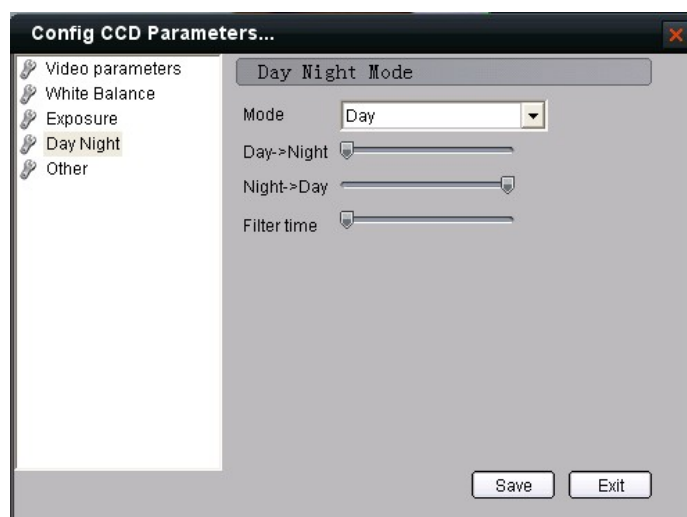 Config CCD Parameters...
Video parameters
White Balance
Exposure
Day Night
Other
Day Night Mode
Mode
Day
Day->Night
Night->Day
Filter time
Save
Exit